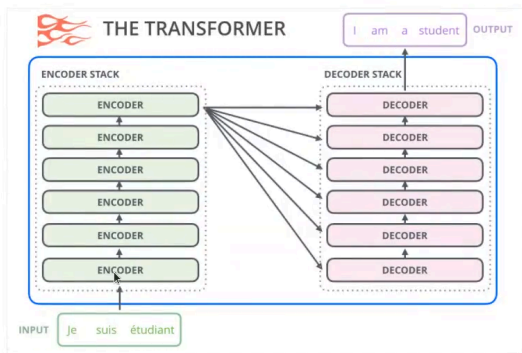 THE TRANSFORMER
I am a student OUTPUT
ENCODER STACK
DECODER STACK
ENCODER
DECODER
ENCODER
DECODER
ENCODER
DECODER
ENCODER
DECODER
ENCODER
DECODER
ENCODER
DECODER
INPUT Je suis étudiant